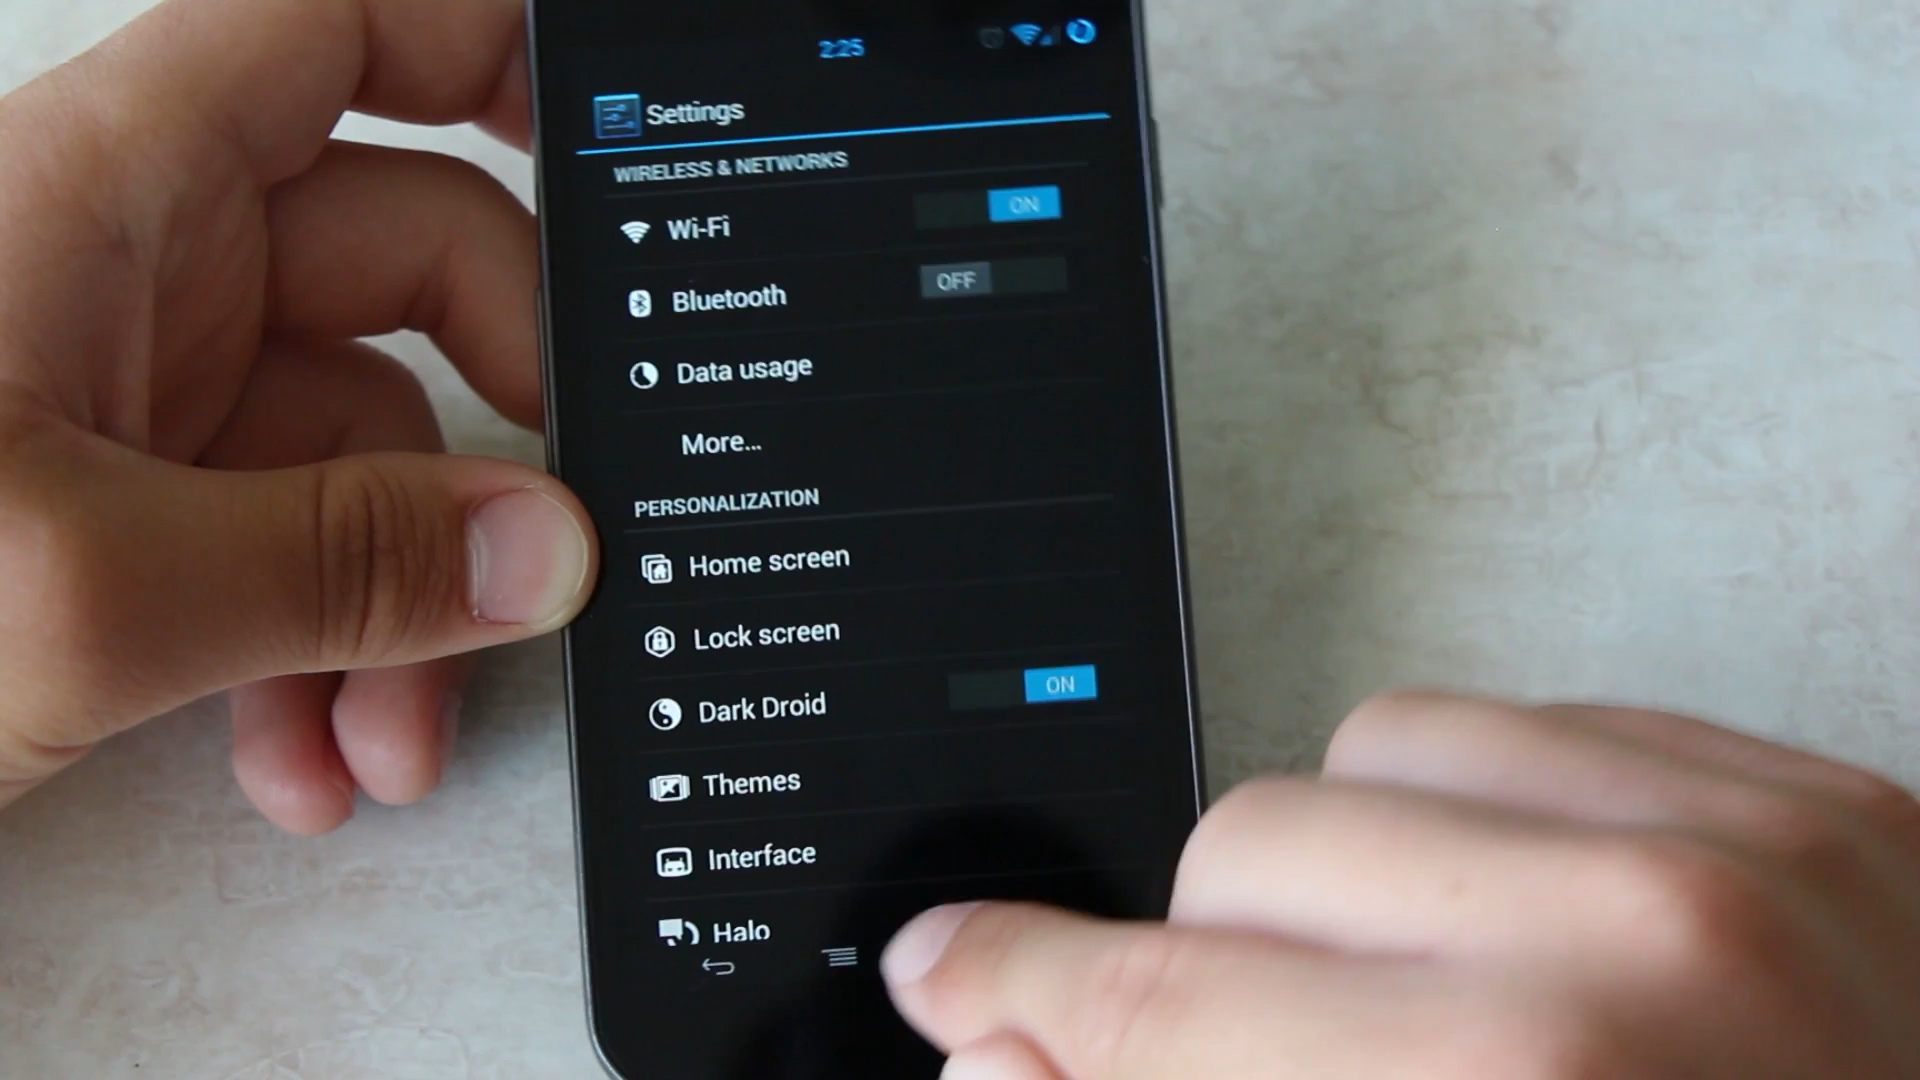 2:25
Settings
WIRELESS & NETWORKS
Wi-Fi ON
Bluetooth OFF
Data usage
More...
PERSONALIZATION
Home screen
Lock screen
Dark Droid ON
Themes
Interface
Halo